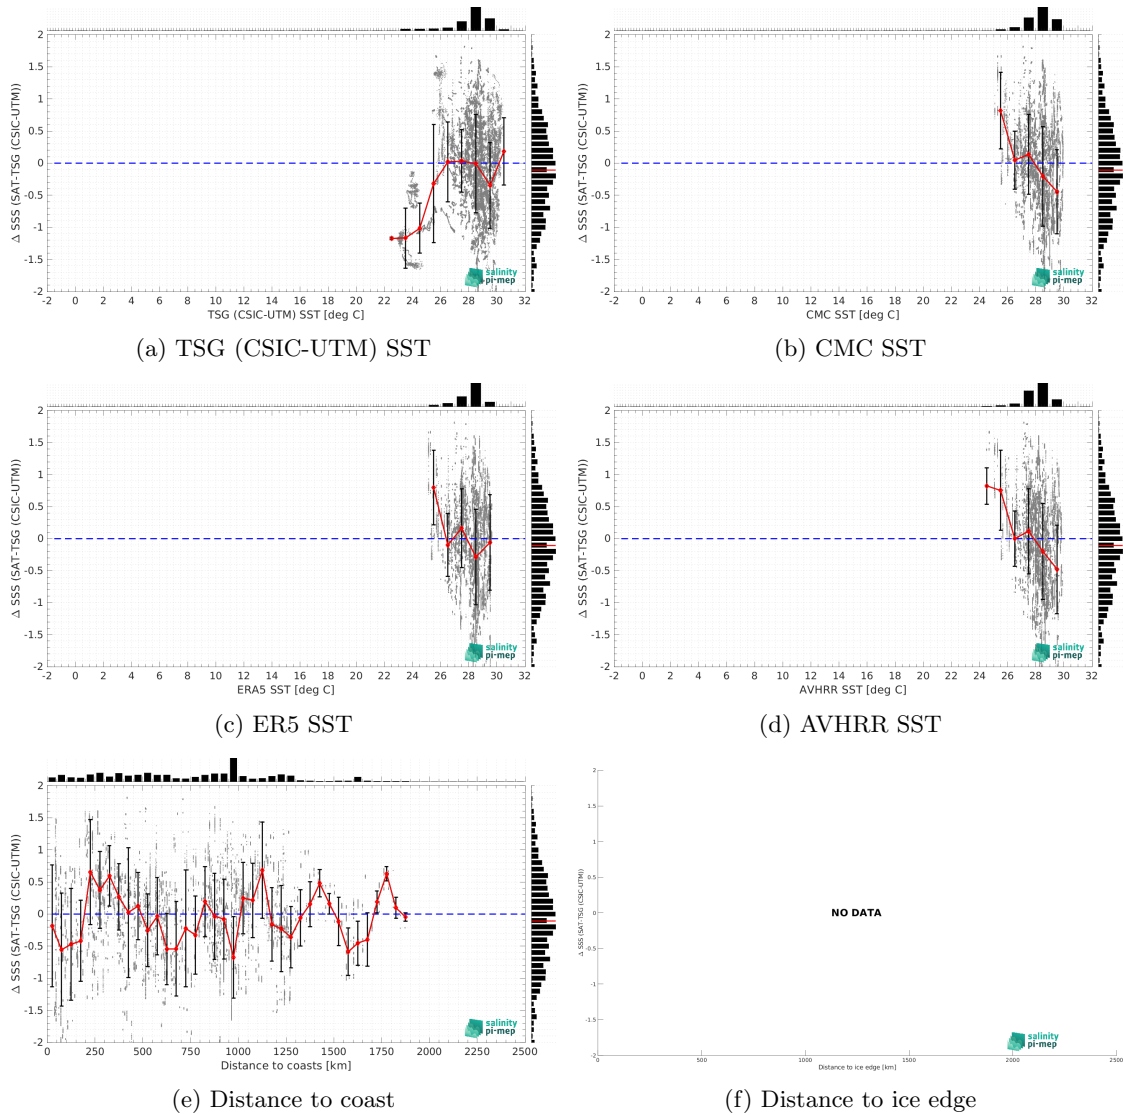 2
1.5
1
0.5
0
-0.5
-1
-1.5
-2
Δ SSS (SAT-TSG (CSIC-UTM))
-2 0 2 4 6 8 10 12 14 16 18 20 22 24 26 28 30 32
TSG (CSIC-UTM) SST [deg C]
salinity
pi-mep
(a) TSG (CSIC-UTM) SST
2
1.5
1
0.5
0
-0.5
-1
-1.5
-2
Δ SSS (SAT-TSG (CSIC-UTM))
-2 0 2 4 6 8 10 12 14 16 18 20 22 24 26 28 30 32
CMC SST [deg C]
salinity
pi-mep
(b) CMC SST
2
1.5
1
0.5
0
-0.5
-1
-1.5
-2
Δ SSS (SAT-TSG (CSIC-UTM))
-2 0 2 4 6 8 10 12 14 16 18 20 22 24 26 28 30 32
ERA5 SST [deg C]
salinity
pi-mep
(c) ER5 SST
2
1.5
1
0.5
0
-0.5
-1
-1.5
-2
Δ SSS (SAT-TSG (CSIC-UTM))
-2 0 2 4 6 8 10 12 14 16 18 20 22 24 26 28 30 32
AVHRR SST [deg C]
salinity
pi-mep
(d) AVHRR SST
2
1.5
1
0.5
0
-0.5
-1
-1.5
-2
Δ SSS (SAT-TSG (CSIC-UTM))
0 250 500 750 1000 1250 1500 1750 2000 2250 2500
Distance to coasts [km]
salinity
pi-mep
(e) Distance to coast
2
1.5
1
0.5
0
-0.5
-1
-1.5
-2
Δ SSS (SAT-TSG (CSIC-UTM))
NO DATA
0 500 1000 1500 2000 2500
Distance to ice edge [km]
salinity
pi-mep
(f) Distance to ice edge